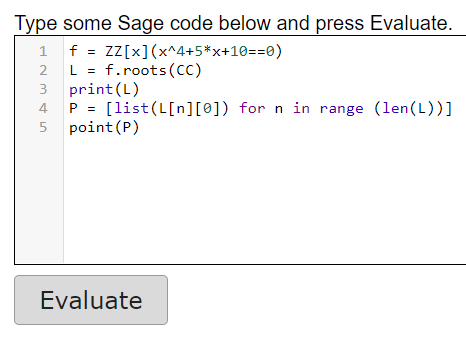 Type some Sage code below and press Evaluate.
1 f = ZZ[x](x^4+5*x+10==0)
2 L = f.roots(CC)
3 print(L)
4 P = [list(L[n][0]) for n in range (len(L))]
5 point(P)
Evaluate